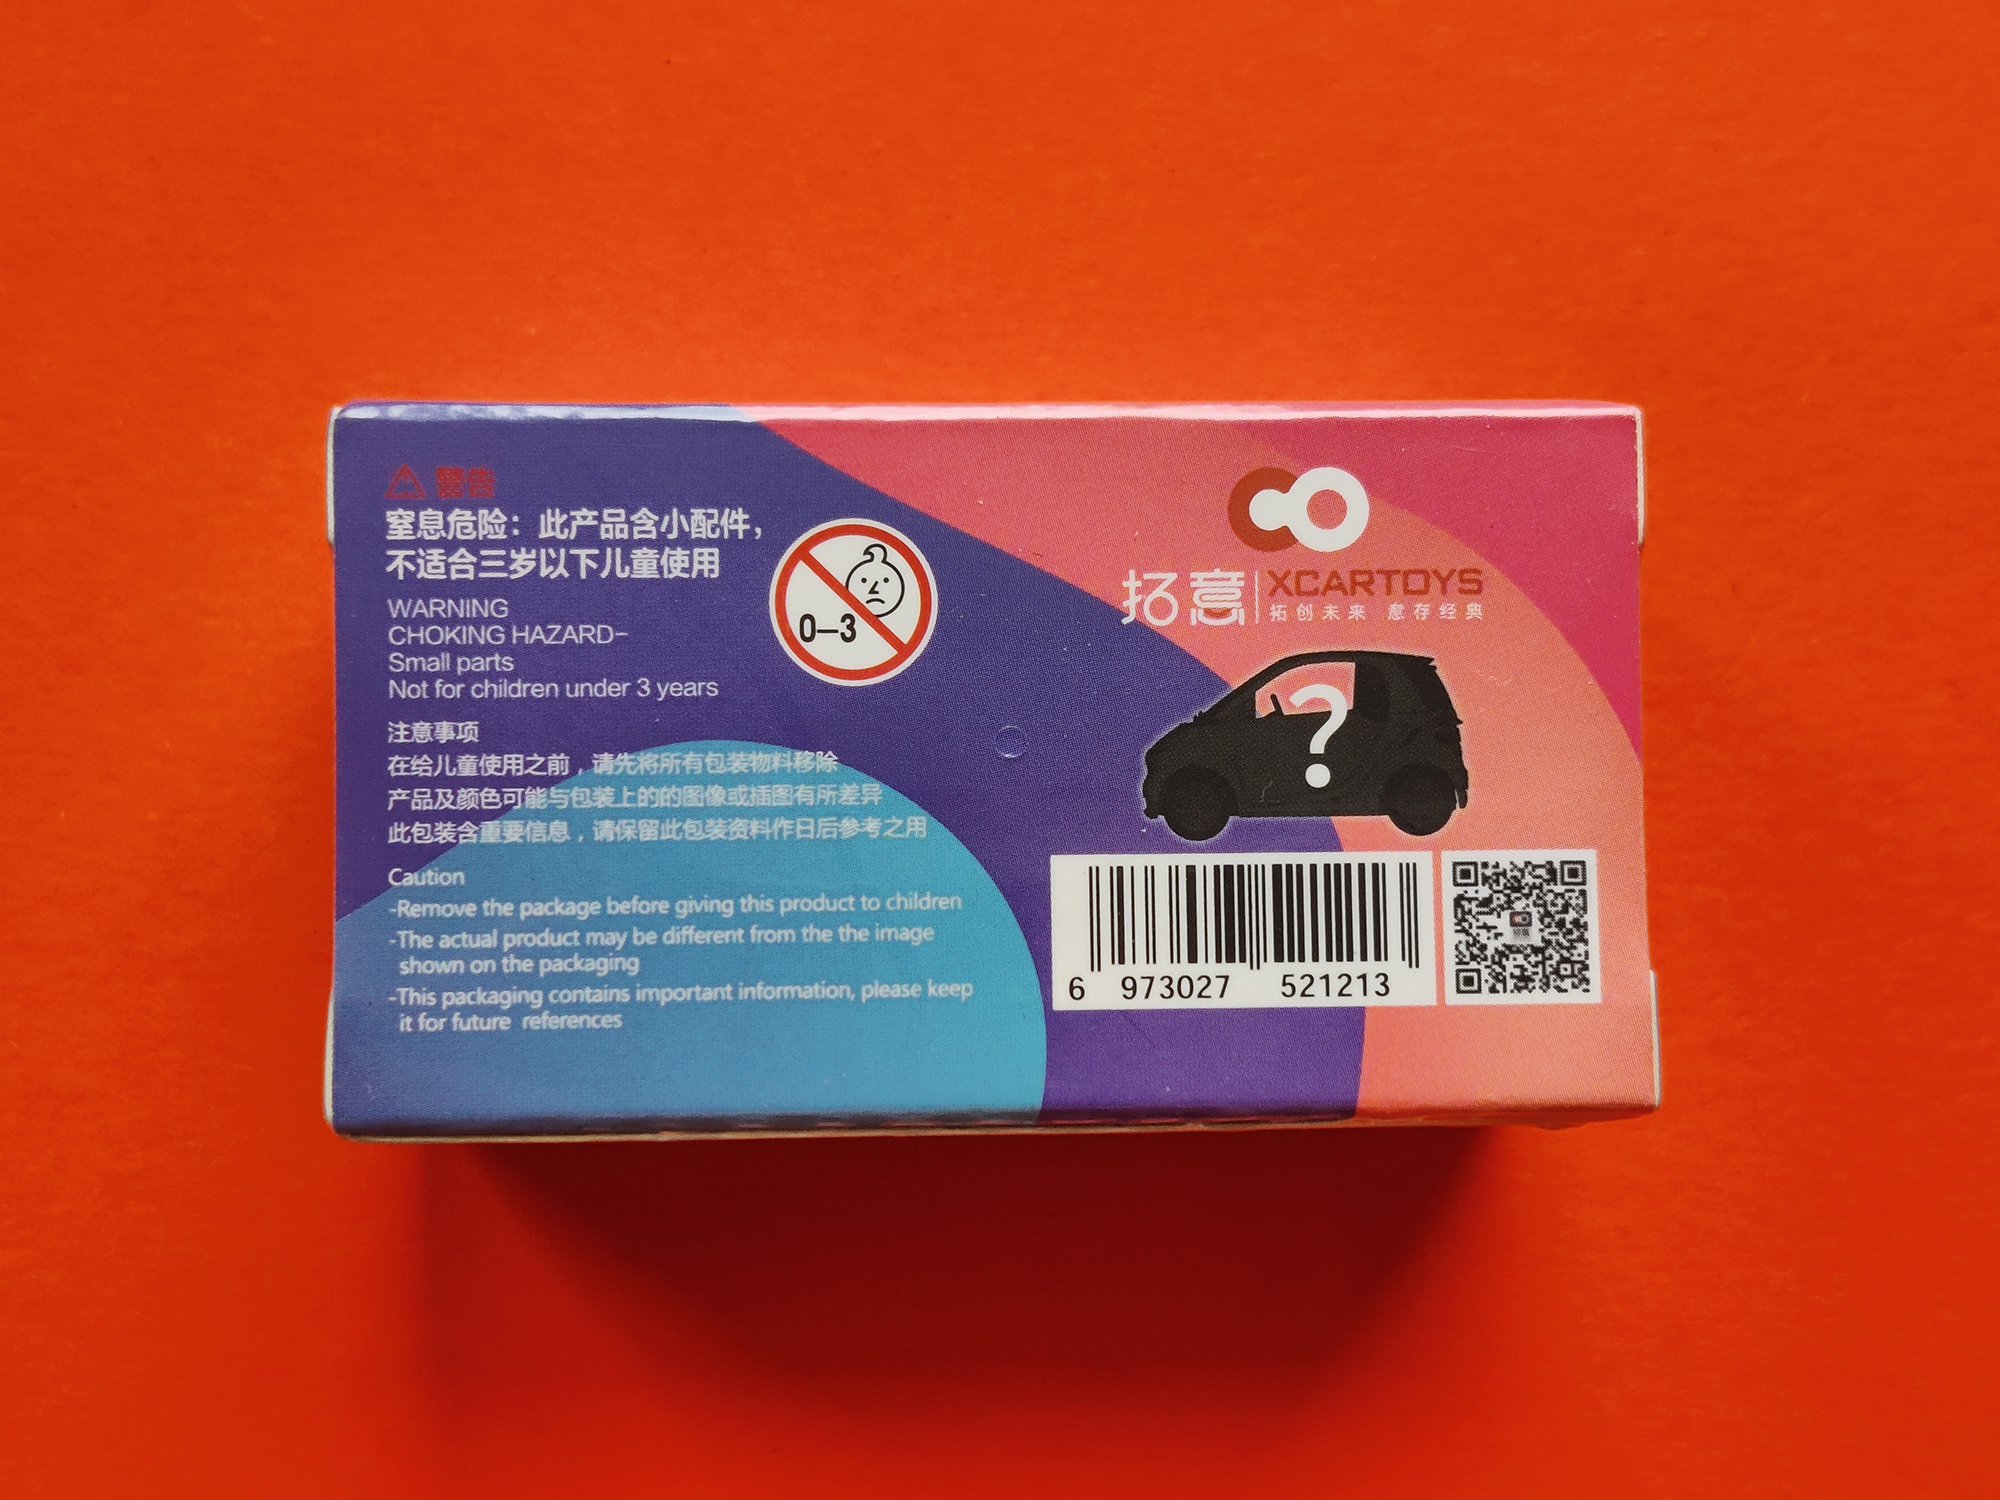 警告
窒息危险：此产品含小配件，
不适合三岁以下儿童使用
WARNING
CHOKING HAZARD-
Small parts
Not for children under 3 years
0-3
注意事项
在给儿童使用之前，请先将所有包装物料移除
产品及颜色可能与包装上的的图像或插图有所差异
此包装含重要信息，请保留此包装资料作日后参考之用
Caution
-Remove the package before giving this product to children
-The actual product may be different from the the image
shown on the packaging
-This packaging contains important information, please keep
it for future references
拓意
XCARTOYS
拓创未来 意存经典
?
6 973027 521213